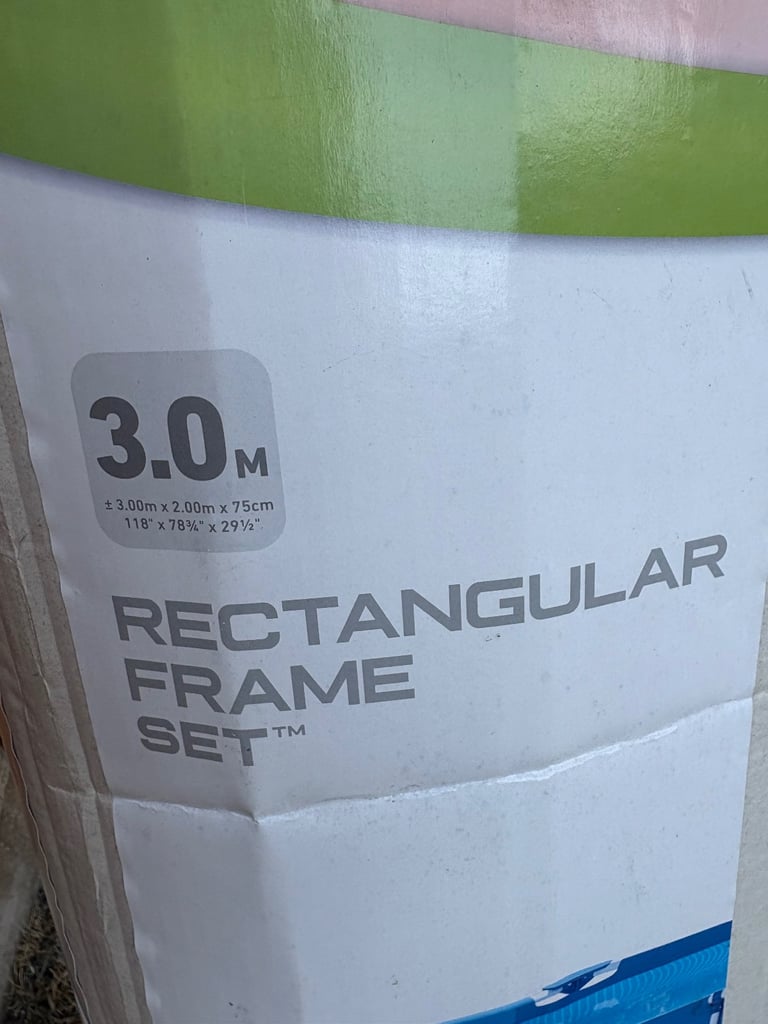 3.0M
± 3.00m x 2.00m x 75cm
118" x 78¾" x 29½"
RECTANGULAR
FRAME
SET™